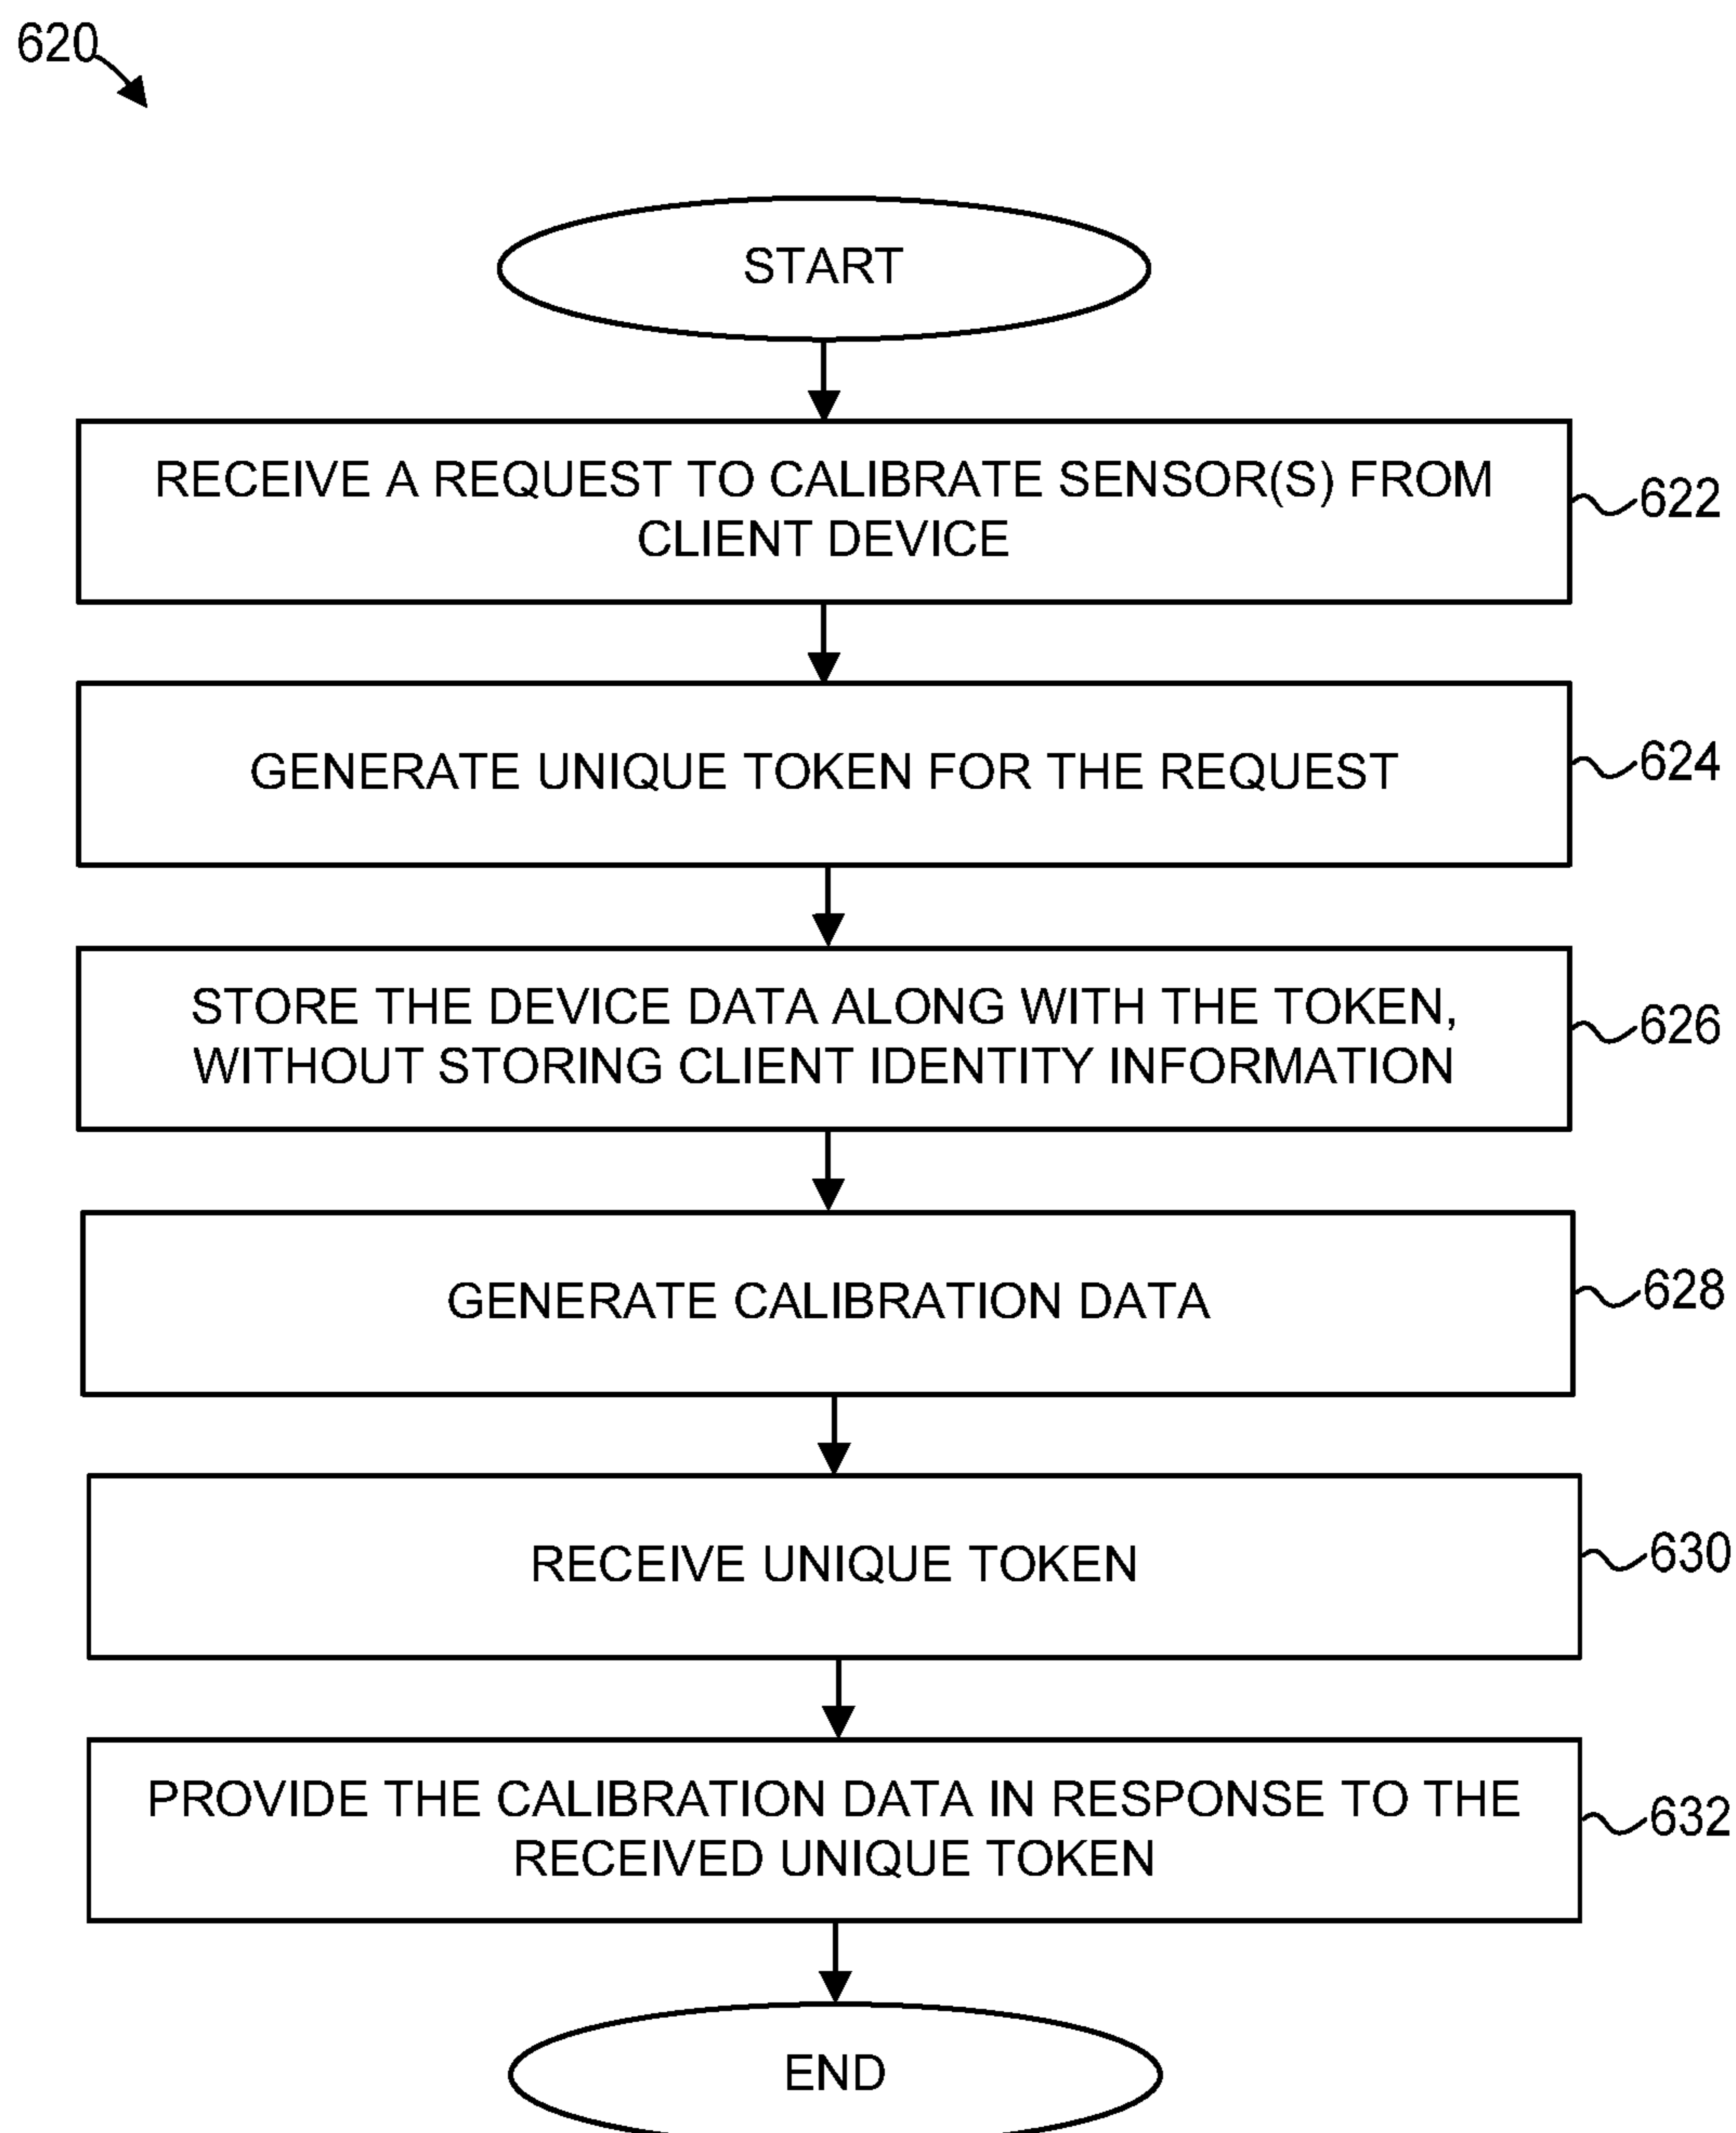 620
START
RECEIVE A REQUEST TO CALIBRATE SENSOR(S) FROM
CLIENT DEVICE
622
GENERATE UNIQUE TOKEN FOR THE REQUEST
624
STORE THE DEVICE DATA ALONG WITH THE TOKEN,
WITHOUT STORING CLIENT IDENTITY INFORMATION
626
GENERATE CALIBRATION DATA
628
RECEIVE UNIQUE TOKEN
630
PROVIDE THE CALIBRATION DATA IN RESPONSE TO THE
RECEIVED UNIQUE TOKEN
632
END